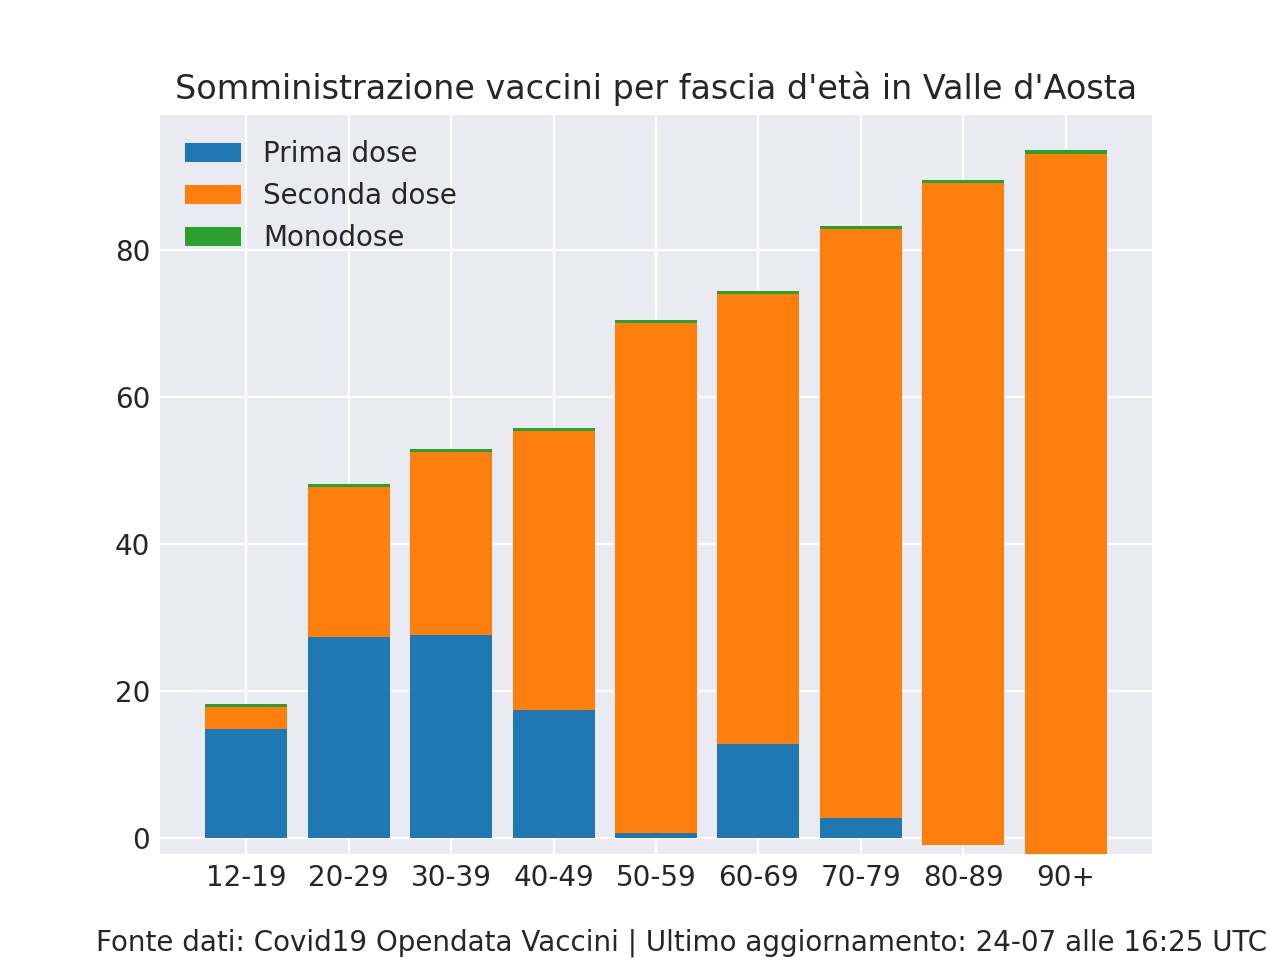 Somministrazione vaccini per fascia d'età in Valle d'Aosta
Prima dose
Seconda dose
Monodose
80
60
40
20
0
12-19 20-29 30-39 40-49 50-59 60-69 70-79 80-89 90+
Fonte dati: Covid19 Opendata Vaccini | Ultimo aggiornamento: 24-07 alle 16:25 UTC